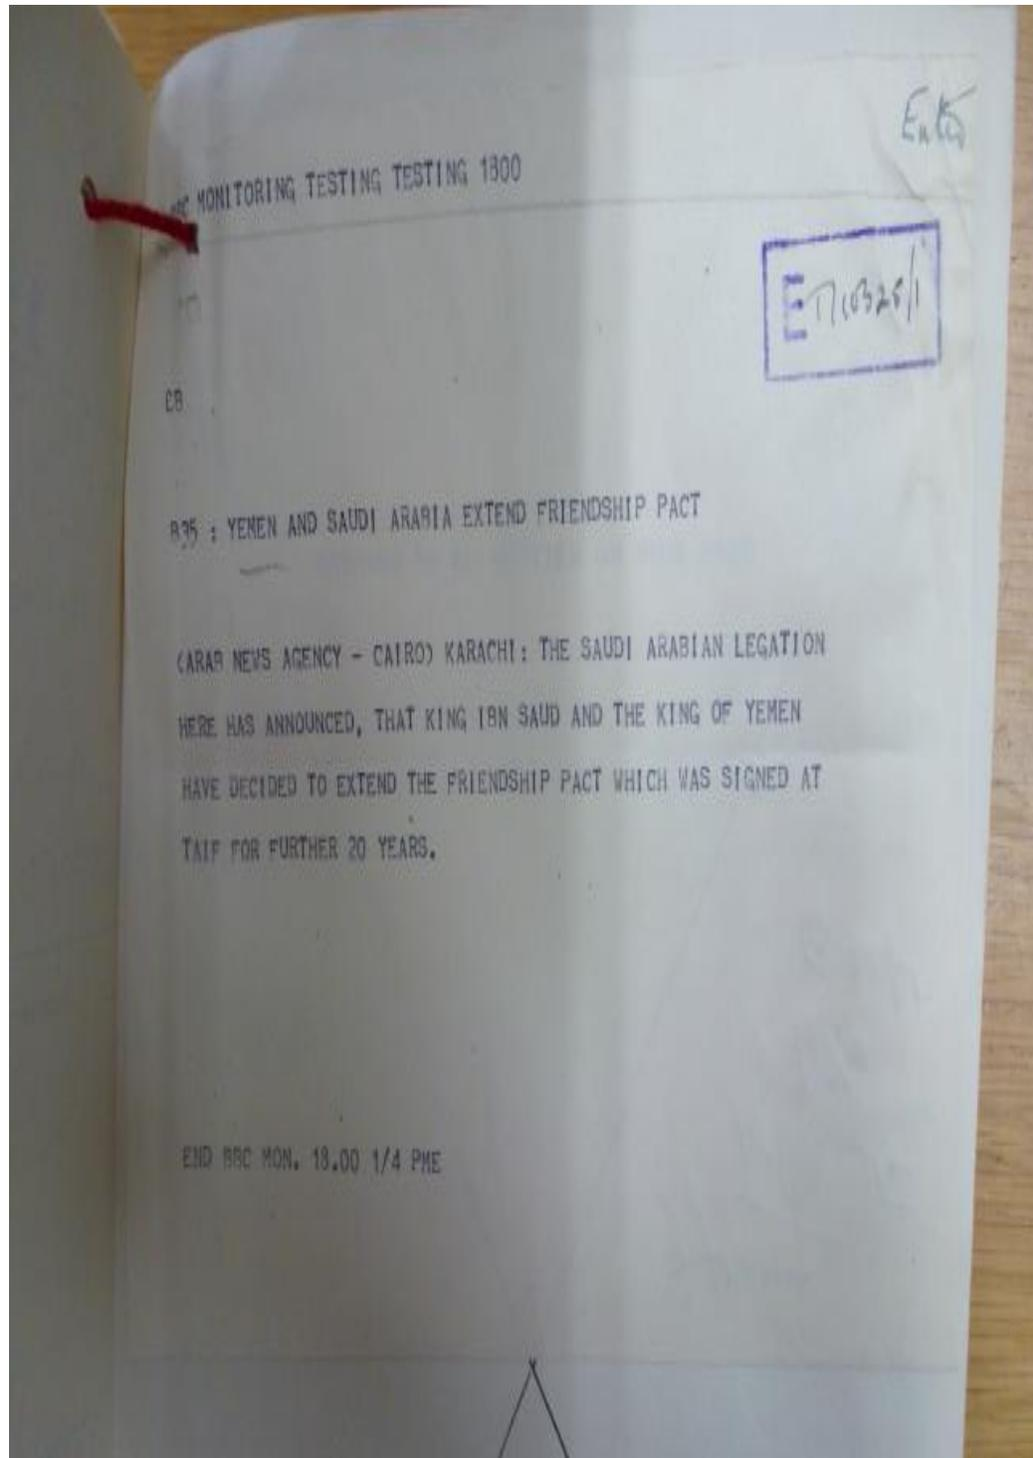 BBC MONITORING TESTING TESTING 1800
E
EB
B35 : YEMEN AND SAUDI ARABIA EXTEND FRIENDSHIP PACT
(ARAB NEWS AGENCY - CAIRO) KARACHI: THE SAUDI ARABIAN LEGATION
HERE HAS ANNOUNCED, THAT KING IBN SAUD AND THE KING OF YEMEN
HAVE DECIDED TO EXTEND THE FRIENDSHIP PACT WHICH WAS SIGNED AT
TAIF FOR FURTHER 20 YEARS.
END BBC MON. 18.00 1/4 PME